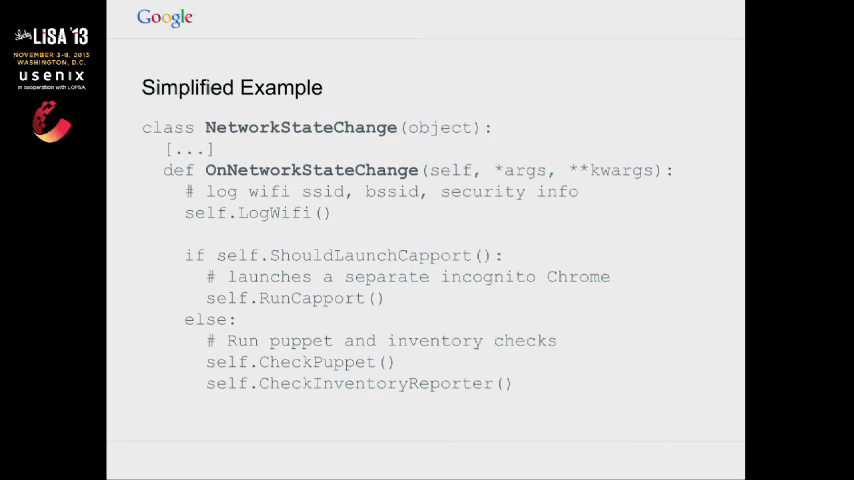 Google
LISA '13
NOVEMBER 3–8, 2013
WASHINGTON, D.C.
usenix
in cooperation with LOPSA
Simplified Example
class NetworkStateChange(object):
[...]
def OnNetworkStateChange(self, *args, **kwargs):
# log wifi ssid, bssid, security info
self.LogWifi()
if self.ShouldLaunchCapport():
# launches a separate incognito Chrome
self.RunCapport()
else:
# Run puppet and inventory checks
self.CheckPuppet()
self.CheckInventoryReporter()